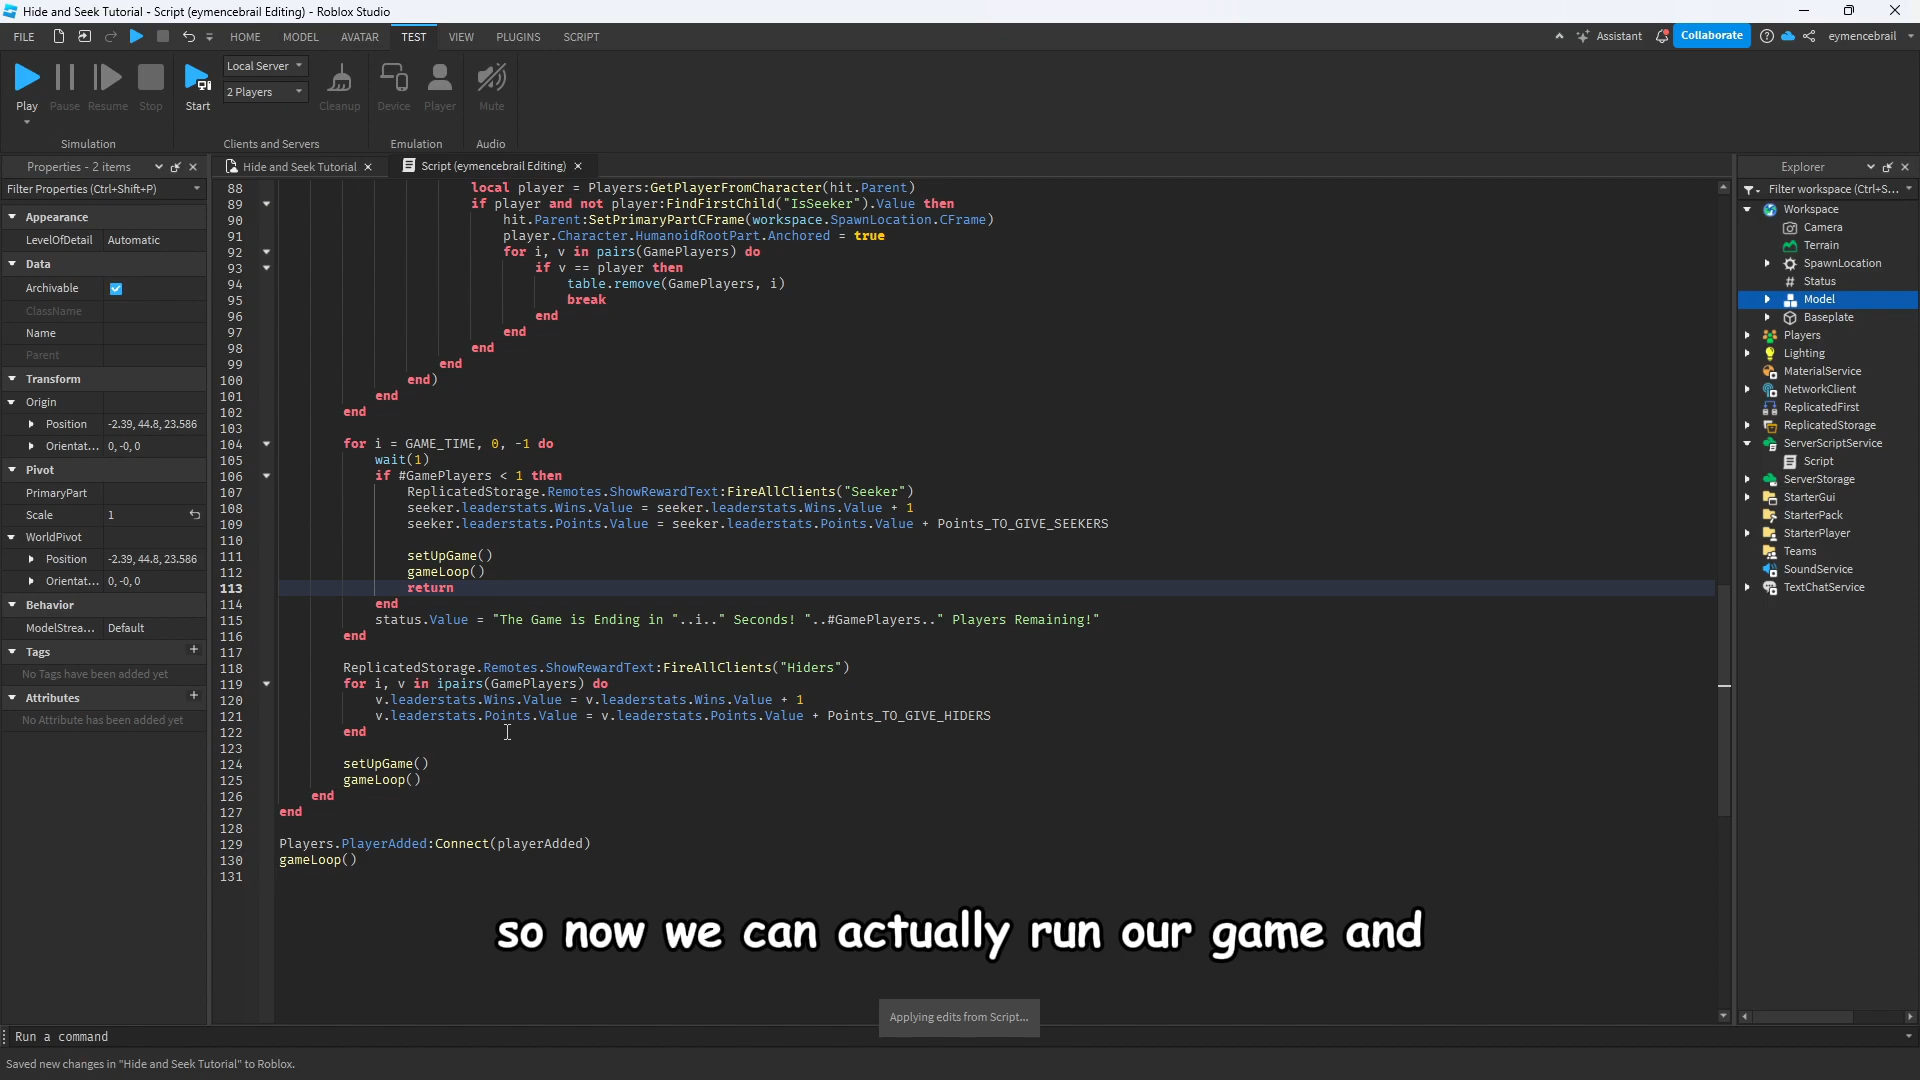 Hide and Seek Tutorial - Script (eymencebrail Editing) - Roblox Studio
FILE HOME MODEL AVATAR TEST VIEW PLUGINS SCRIPT Assistant Collaborate eymencebrail
Play Pause Resume Stop Start Local Server 2 Players Cleanup Device Player Mute
Simulation Clients and Servers Emulation Audio
Properties - 2 items
Filter Properties (Ctrl+Shift+P)
Appearance
LevelOfDetail Automatic
Data
Archivable
ClassName
Name
Parent
Transform
Origin
Position -2.39, 44.8, 23.586
Orientat... 0, -0, 0
Pivot
PrimaryPart
Scale 1
WorldPivot
Position -2.39, 44.8, 23.586
Orientat... 0, -0, 0
Behavior
ModelStrea... Default
Tags
No Tags have been added yet
Attributes
No Attribute has been added yet
Hide and Seek Tutorial
Script (eymencebrail Editing)
88 local player = Players:GetPlayerFromCharacter(hit.Parent)
89 if player and not player:FindFirstChild("IsSeeker").Value then
90 hit.Parent:SetPrimaryPartCFrame(workspace.SpawnLocation.CFrame)
91 player.Character.HumanoidRootPart.Anchored = true
92 for i, v in pairs(GamePlayers) do
93 if v == player then
94 table.remove(GamePlayers, i)
95 break
96 end
97 end
98 end
99 end
100 end)
101 end
102 end
103
104 for i = GAME_TIME, 0, -1 do
105 wait(1)
106 if #GamePlayers < 1 then
107 ReplicatedStorage.Remotes.ShowRewardText:FireAllClients("Seeker")
108 seeker.leaderstats.Wins.Value = seeker.leaderstats.Wins.Value + 1
109 seeker.leaderstats.Points.Value = seeker.leaderstats.Points.Value + Points_TO_GIVE_SEEKERS
110
111 setUpGame()
112 gameLoop()
113 return
114 end
115 status.Value = "The Game is Ending in "..i.." Seconds! "..#GamePlayers.." Players Remaining!"
116 end
117
118 ReplicatedStorage.Remotes.ShowRewardText:FireAllClients("Hiders")
119 for i, v in ipairs(GamePlayers) do
120 v.leaderstats.Wins.Value = v.leaderstats.Wins.Value + 1
121 v.leaderstats.Points.Value = v.leaderstats.Points.Value + Points_TO_GIVE_HIDERS
122 end
123
124 setUpGame()
125 gameLoop()
126 end
127 end
128
129 Players.PlayerAdded:Connect(playerAdded)
130 gameLoop()
131
so now we can actually run our game and
Applying edits from Script...
Explorer
Filter workspace (Ctrl+S...
Workspace
Camera
Terrain
SpawnLocation
Status
Model
Baseplate
Players
Lighting
MaterialService
NetworkClient
ReplicatedFirst
ReplicatedStorage
ServerScriptService
Script
ServerStorage
StarterGui
StarterPack
StarterPlayer
Teams
SoundService
TextChatService
Run a command
Saved new changes in "Hide and Seek Tutorial" to Roblox.